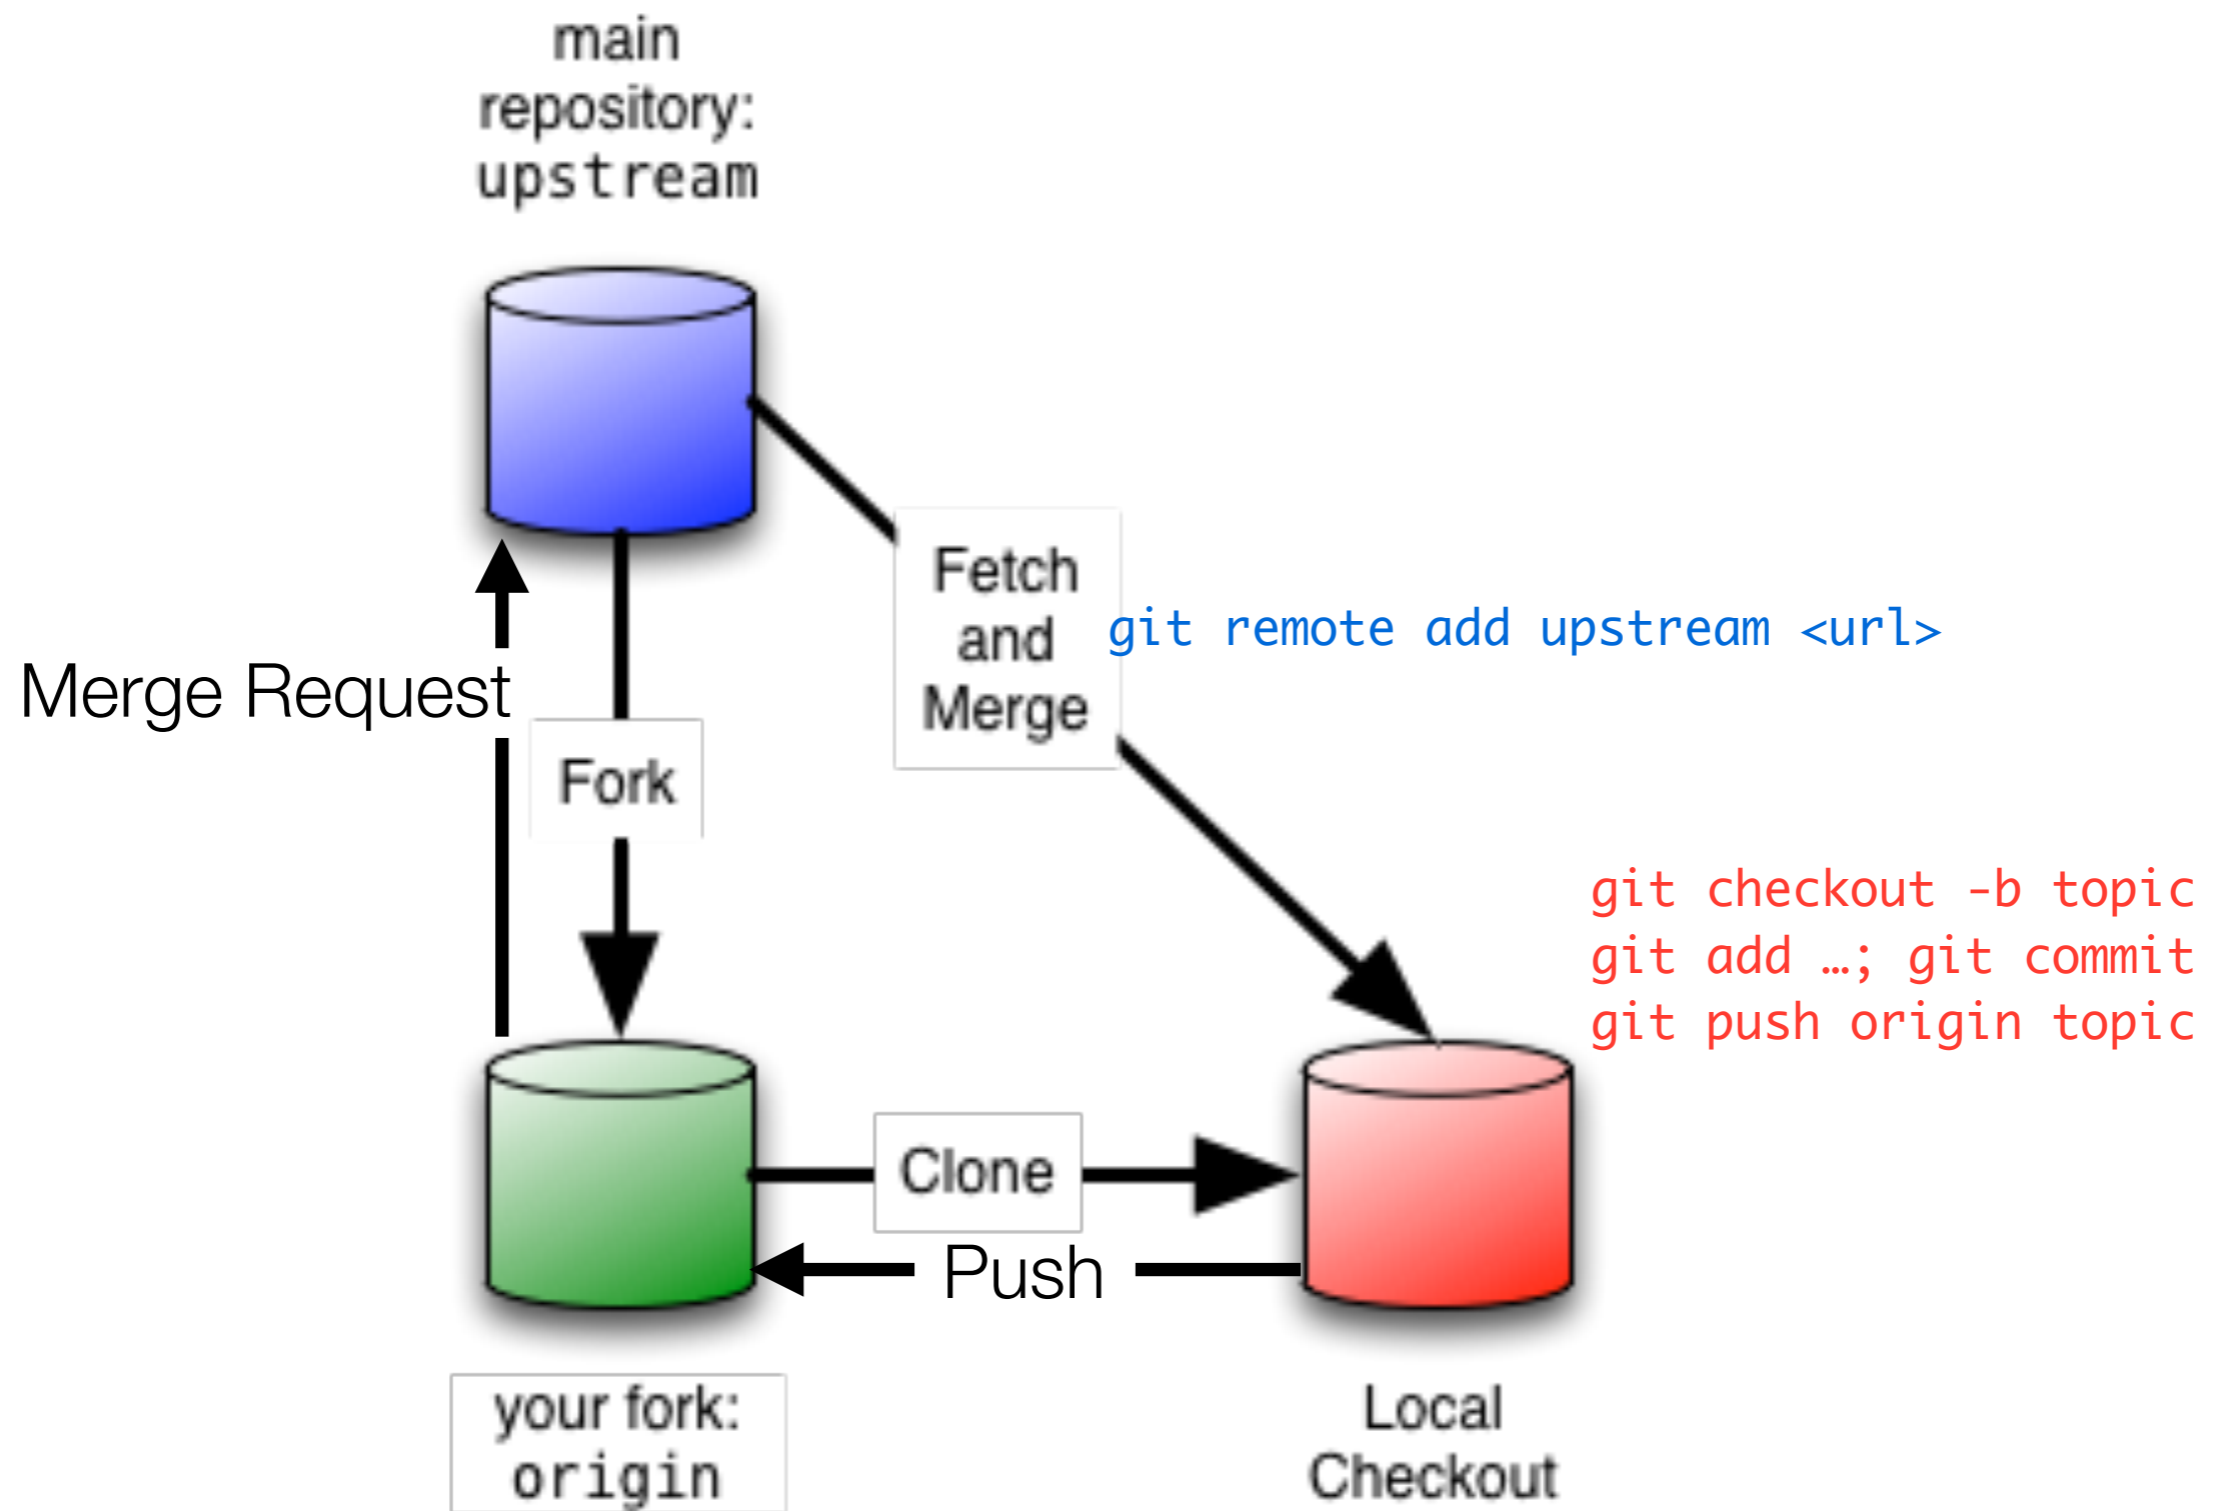 main
repository:
upstream
Fetch
and
Merge
git remote add upstream <url>
Merge Request
Fork
git checkout -b topic
git add …; git commit
git push origin topic
Clone
Push
your fork:
origin
Local
Checkout